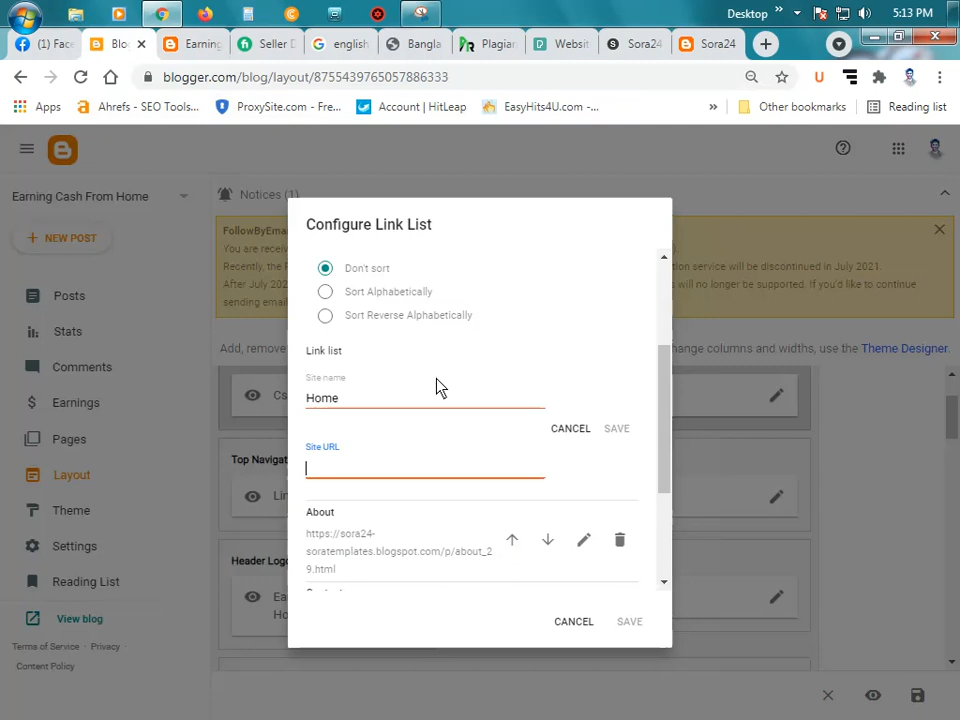 Desktop
5:13 PM
(1) Face
Blo
Earning
Seller D
english
Bangla
Plagiar
Websit
Sora24
Sora24
blogger.com/blog/layout/8755439765057886333
Apps
Ahrefs - SEO Tools...
ProxySite.com - Fre...
Account | HitLeap
EasyHits4U.com -...
Other bookmarks
Reading list
Earning Cash From Home
Notices (1)
NEW POST
FollowByEmai
You are receiv
Recently, the F
After July 202
sending email
).
ion service will be discontinued in July 2021.
s will no longer be supported. If you'd like to continue
Add, remove
hange columns and widths, use the Theme Designer.
Posts
Stats
Comments
Earnings
Pages
Layout
Theme
Settings
Reading List
View blog
Terms of Service · Privacy ·
Content Policy
Cs
Top Navigat
Lin
Header Logo
Ea
Ho
Configure Link List
Don't sort
Sort Alphabetically
Sort Reverse Alphabetically
Link list
Site name
Home
CANCEL SAVE
Site URL
About
https://sora24-
soratemplates.blogspot.com/p/about_2
9.html
CANCEL SAVE